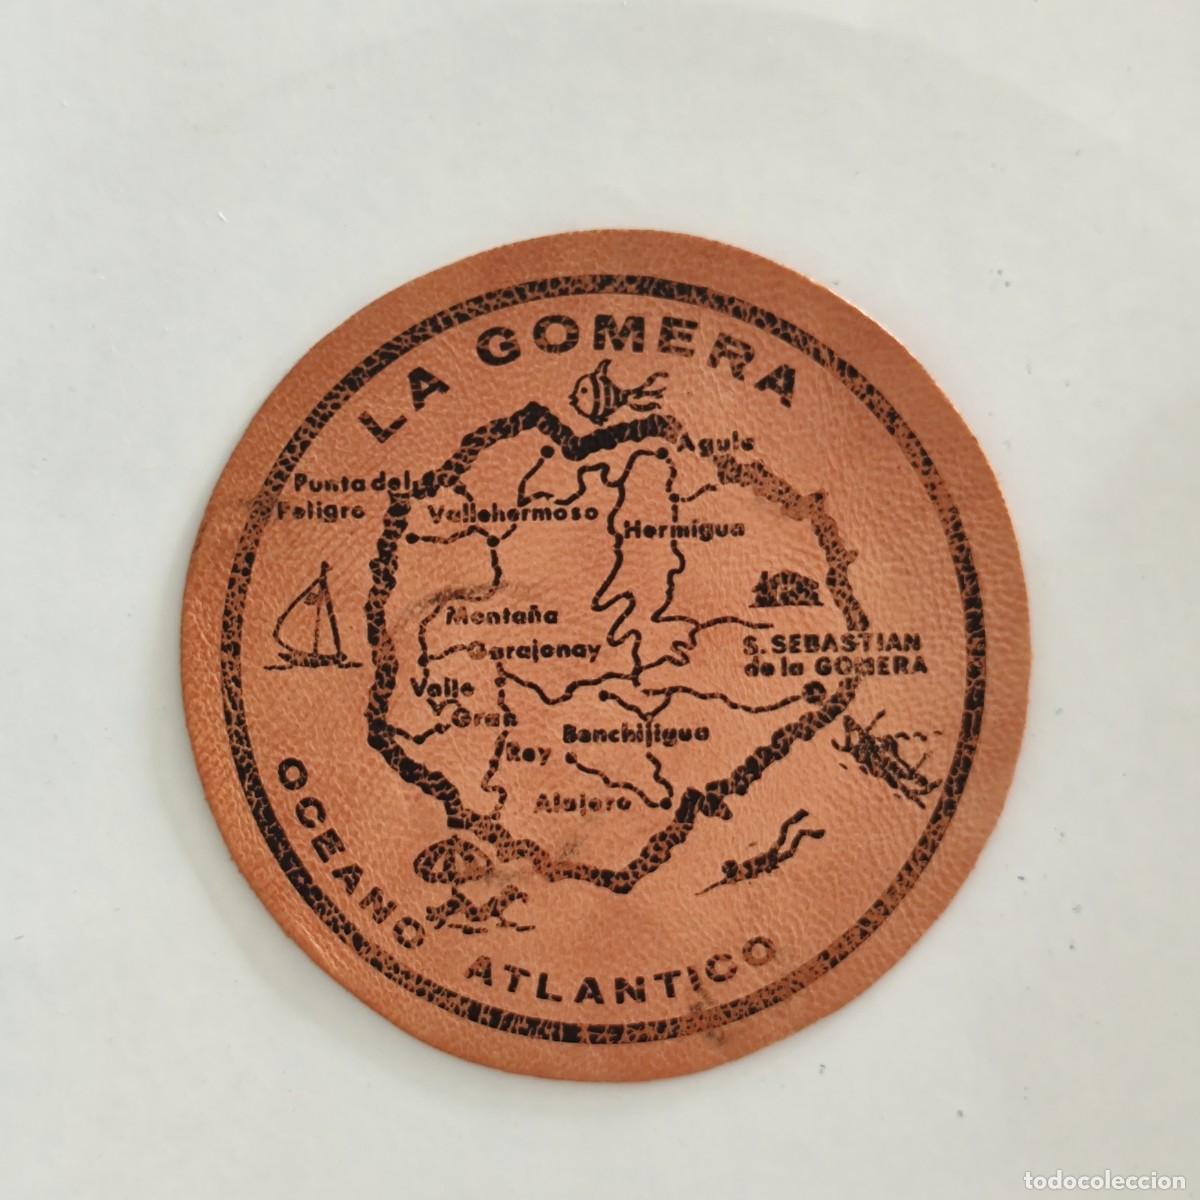 LA GOMERA
Agulo
Punta del
Peligro
Vallehermoso
Hermigua
Montaña
Garajonay
S. SEBASTIAN
de la GOMERA
Valle
Gran
Rey
Banchijigua
Alajero
OCEANO ATLANTICO
todocoleccion